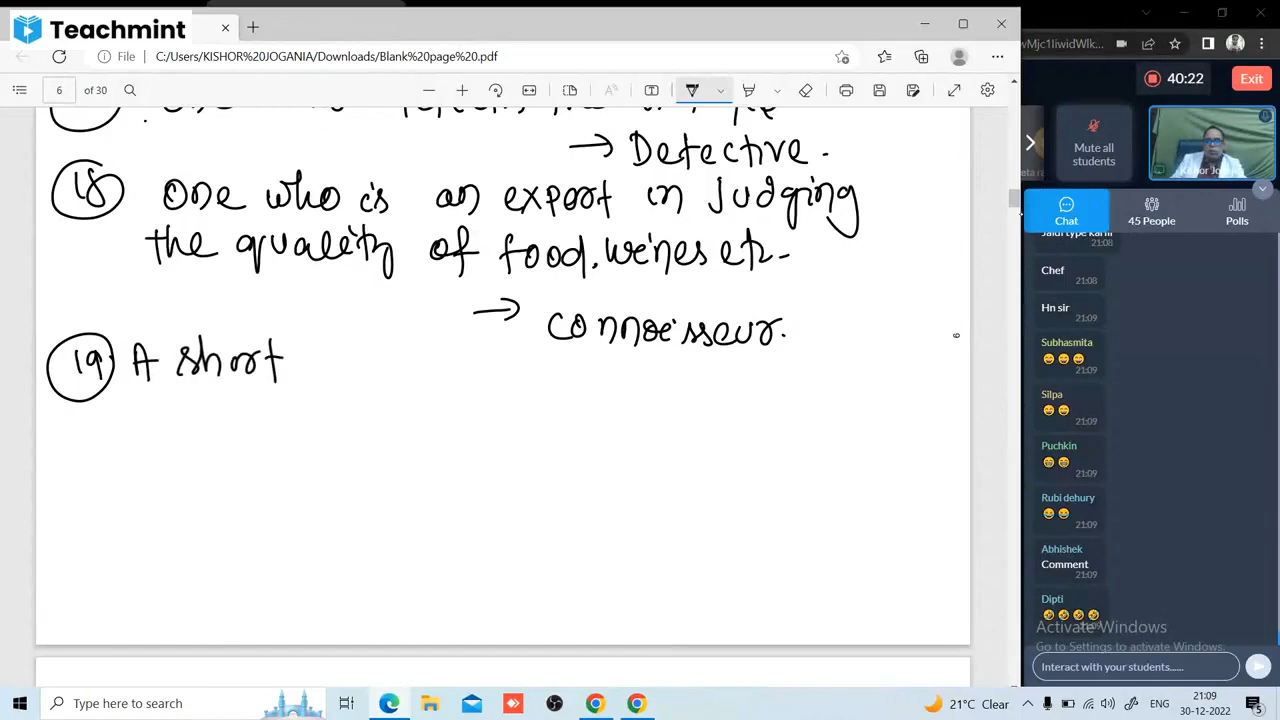 Teachmint
File C:/Users/KISHOR%20JOGANIA/Downloads/Blank%20page%20.pdf
40:22 Exit
6 of 30
→ Detective.
18 One who is an expert in judging
the quality of food, wines etc-
→ connoisseur.
19 A short
6
Mute all
students
Chat
45 People
Polls
21:08
Chef
21:08
Hn sir
21:09
Subhasmita
21:09
Silpa
21:09
Puchkin
21:09
Rubi dehury
21:09
Abhishek
Comment
21:09
Dipti
Activate Windows
Go to Settings to activate Windows.
Interact with your students......
Type here to search
21°C Clear
ENG
21:09
30-12-2022
5